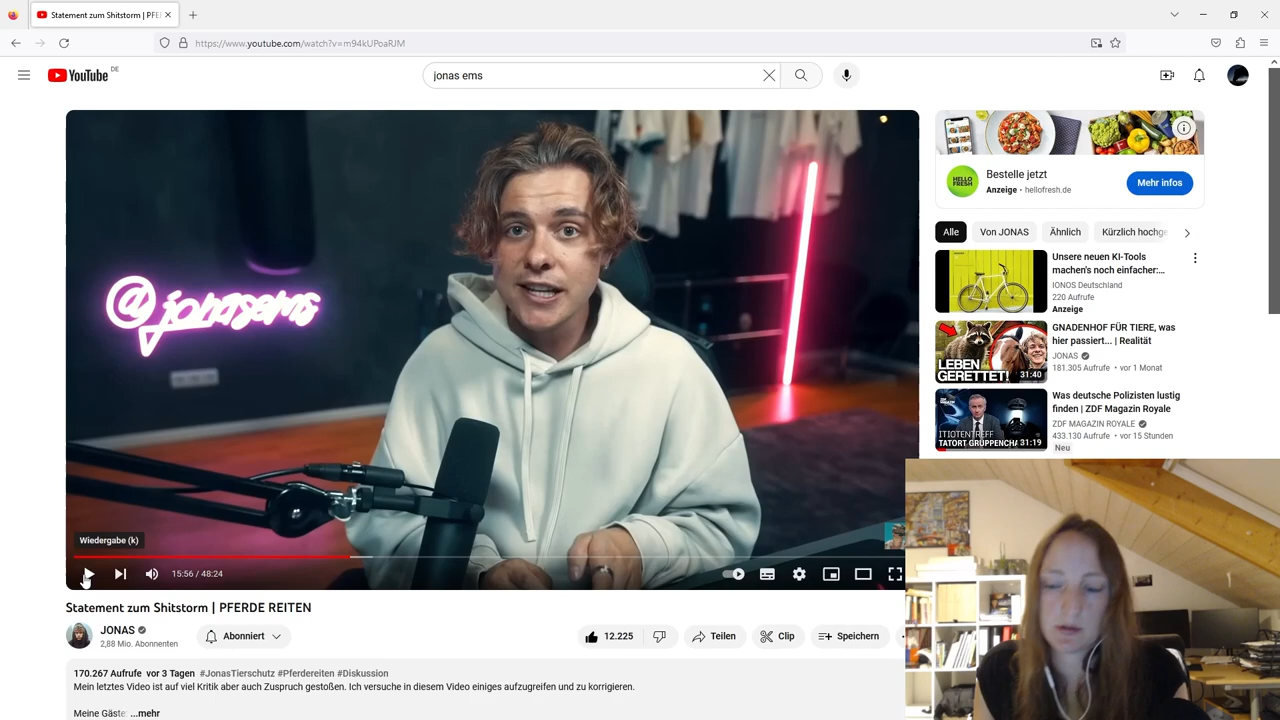 Statement zum Shitstorm | PFE
https://www.youtube.com/watch?v=m94kUPoaRJM
YouTube DE
jonas ems
@jonasems
Wiedergabe (k)
15:56 / 48:24
Statement zum Shitstorm | PFERDE REITEN
JONAS
2,88 Mio. Abonnenten
Abonniert
12.225
Teilen
Clip
Speichern
170.267 Aufrufe vor 3 Tagen #JonasTierschutz #Pferdereiten #Diskussion
Mein letztes Video ist auf viel Kritik aber auch Zuspruch gestoßen. Ich versuche in diesem Video einiges aufzugreifen und zu korrigieren.
Meine Gäste: ...mehr
HELLO
FRESH
Bestelle jetzt
Anzeige • hellofresh.de
Mehr infos
Alle
Von JONAS
Ähnlich
Kürzlich hochge
Unsere neuen KI-Tools
machen's noch einfacher:...
IONOS Deutschland
220 Aufrufe
Anzeige
LEBEN
GERETTET!
31:40
GNADENHOF FÜR TIERE, was
hier passiert... | Realität
JONAS
181.305 Aufrufe • vor 1 Monat
ITIOTENTREFF
TATORT GRUPPENCHA
31:19
Was deutsche Polizisten lustig
finden | ZDF Magazin Royale
ZDF MAGAZIN ROYALE
433.130 Aufrufe • vor 15 Stunden
Neu